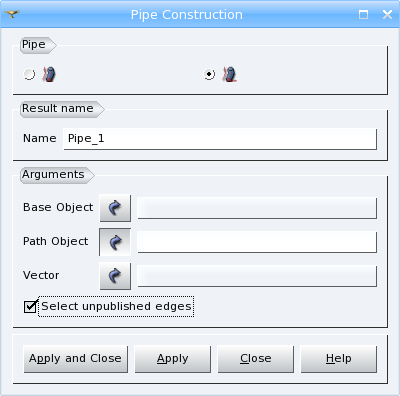 Pipe Construction
Pipe
Result name
Name Pipe_1
Arguments
Base Object
Path Object
Vector
Select unpublished edges
Apply and Close Apply Close Help